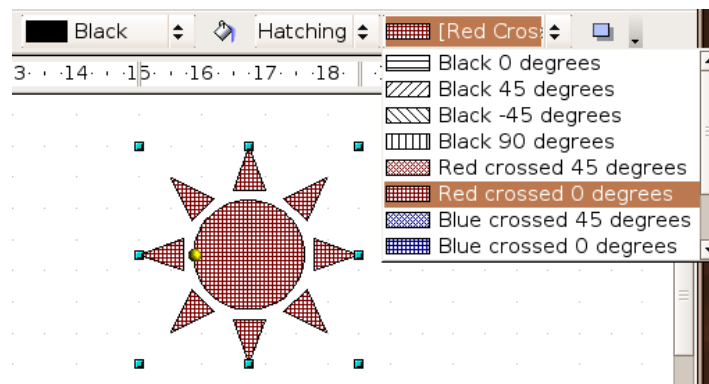 Black Hatching [Red Cros
3 · 14 · 15 · 16 · 17 · 18
Black 0 degrees
Black 45 degrees
Black -45 degrees
Black 90 degrees
Red crossed 45 degrees
Red crossed 0 degrees
Blue crossed 45 degrees
Blue crossed 0 degrees